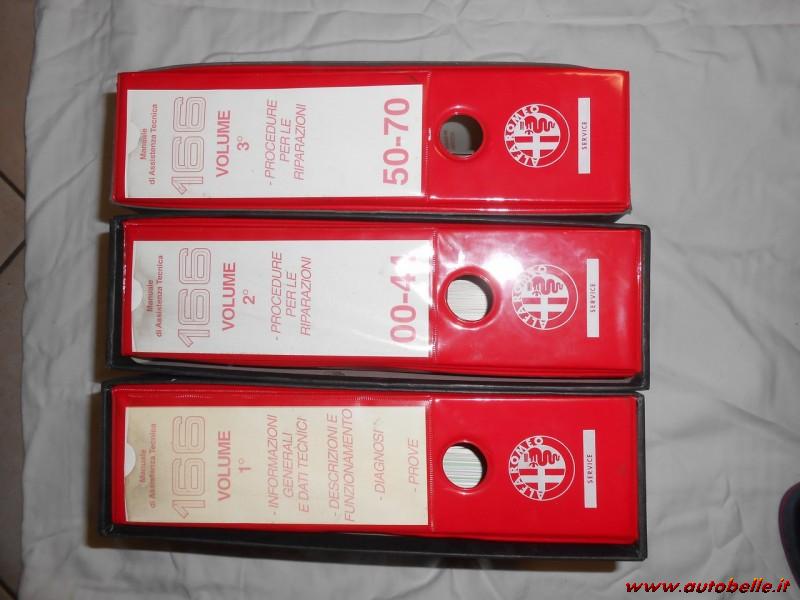 Manuale
di Assistenza Tecnica
166
VOLUME
3°
- PROCEDURE
PER LE
RIPARAZIONI
50-70
ALFA ROMEO
SERVICE
Manuale
di Assistenza Tecnica
166
VOLUME
2°
- PROCEDURE
PER LE
RIPARAZIONI
00-41
ALFA ROMEO
SERVICE
Manuale
di Assistenza Tecnica
166
VOLUME
1°
- INFORMAZIONI
GENERALI
E DATI TECNICI
- DESCRIZIONI E
FUNZIONAMENTO
- DIAGNOSI
- PROVE
ALFA ROMEO
SERVICE
www.autobelle.it